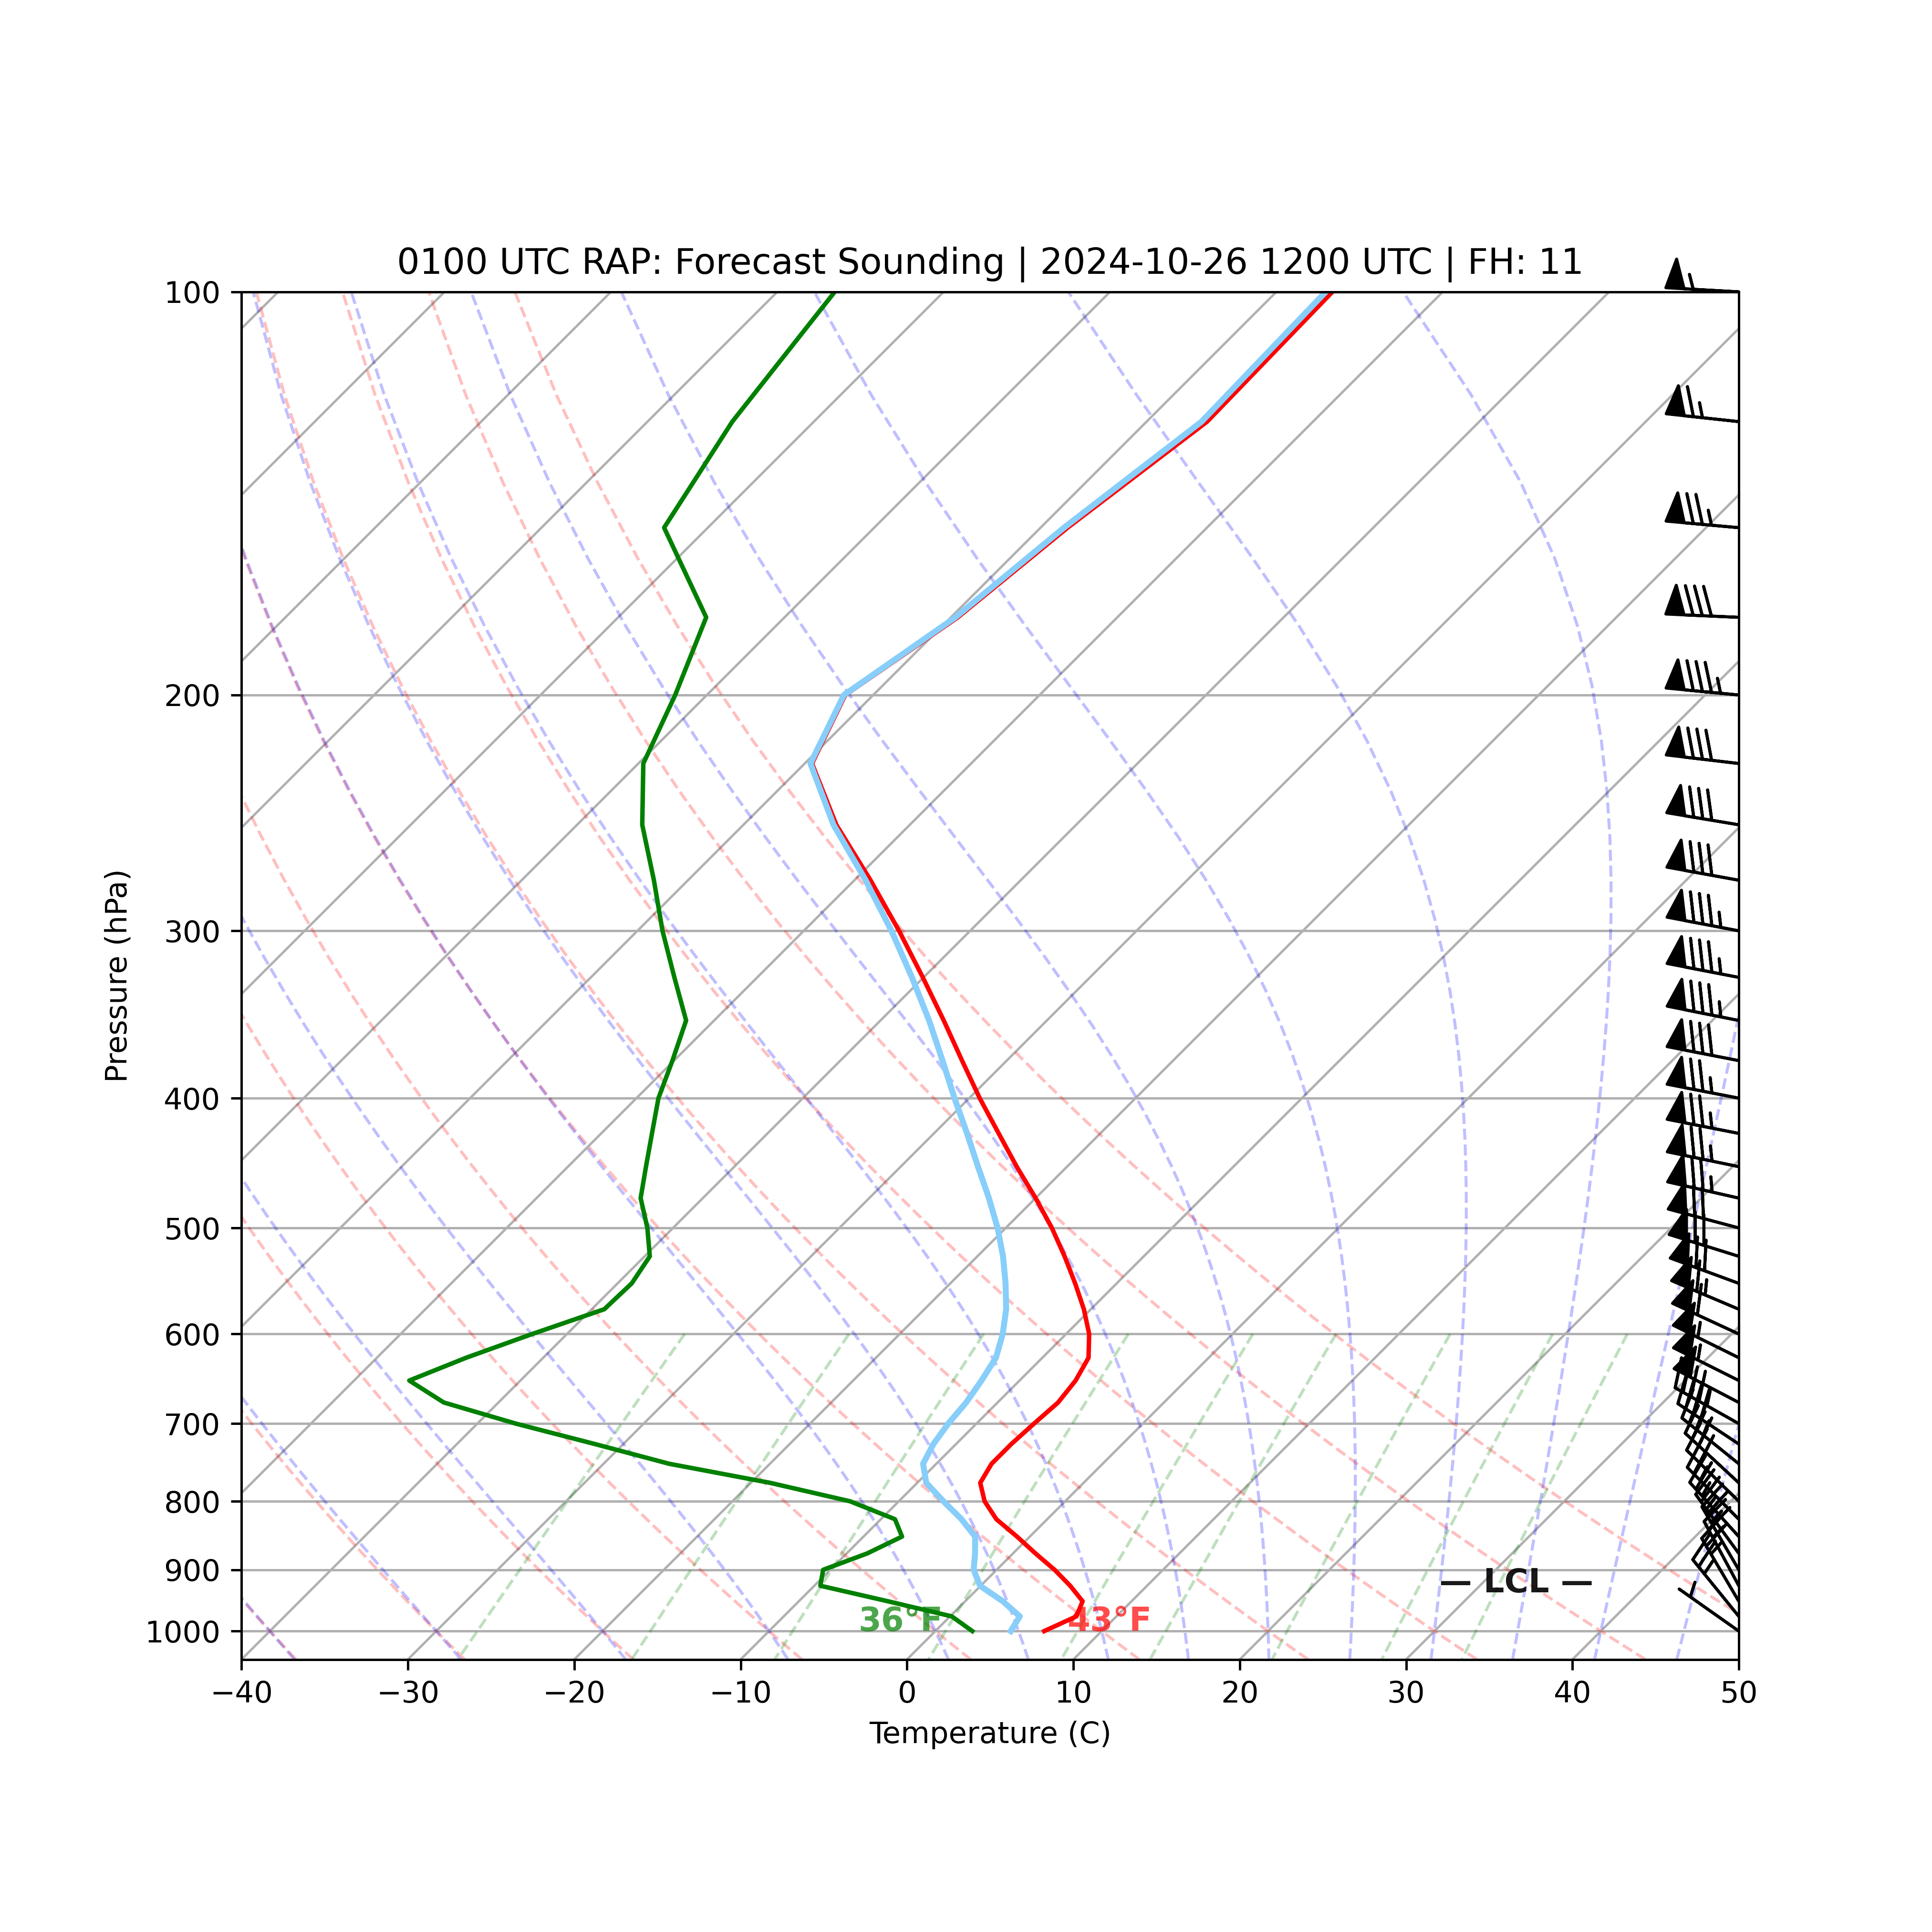 0100 UTC RAP: Forecast Sounding | 2024-10-26 1200 UTC | FH: 11
100
200
300
400
500
600
700
800
900
1000
Pressure (hPa)
— LCL —
36°F
43°F
−40 −30 −20 −10 0 10 20 30 40 50
Temperature (C)